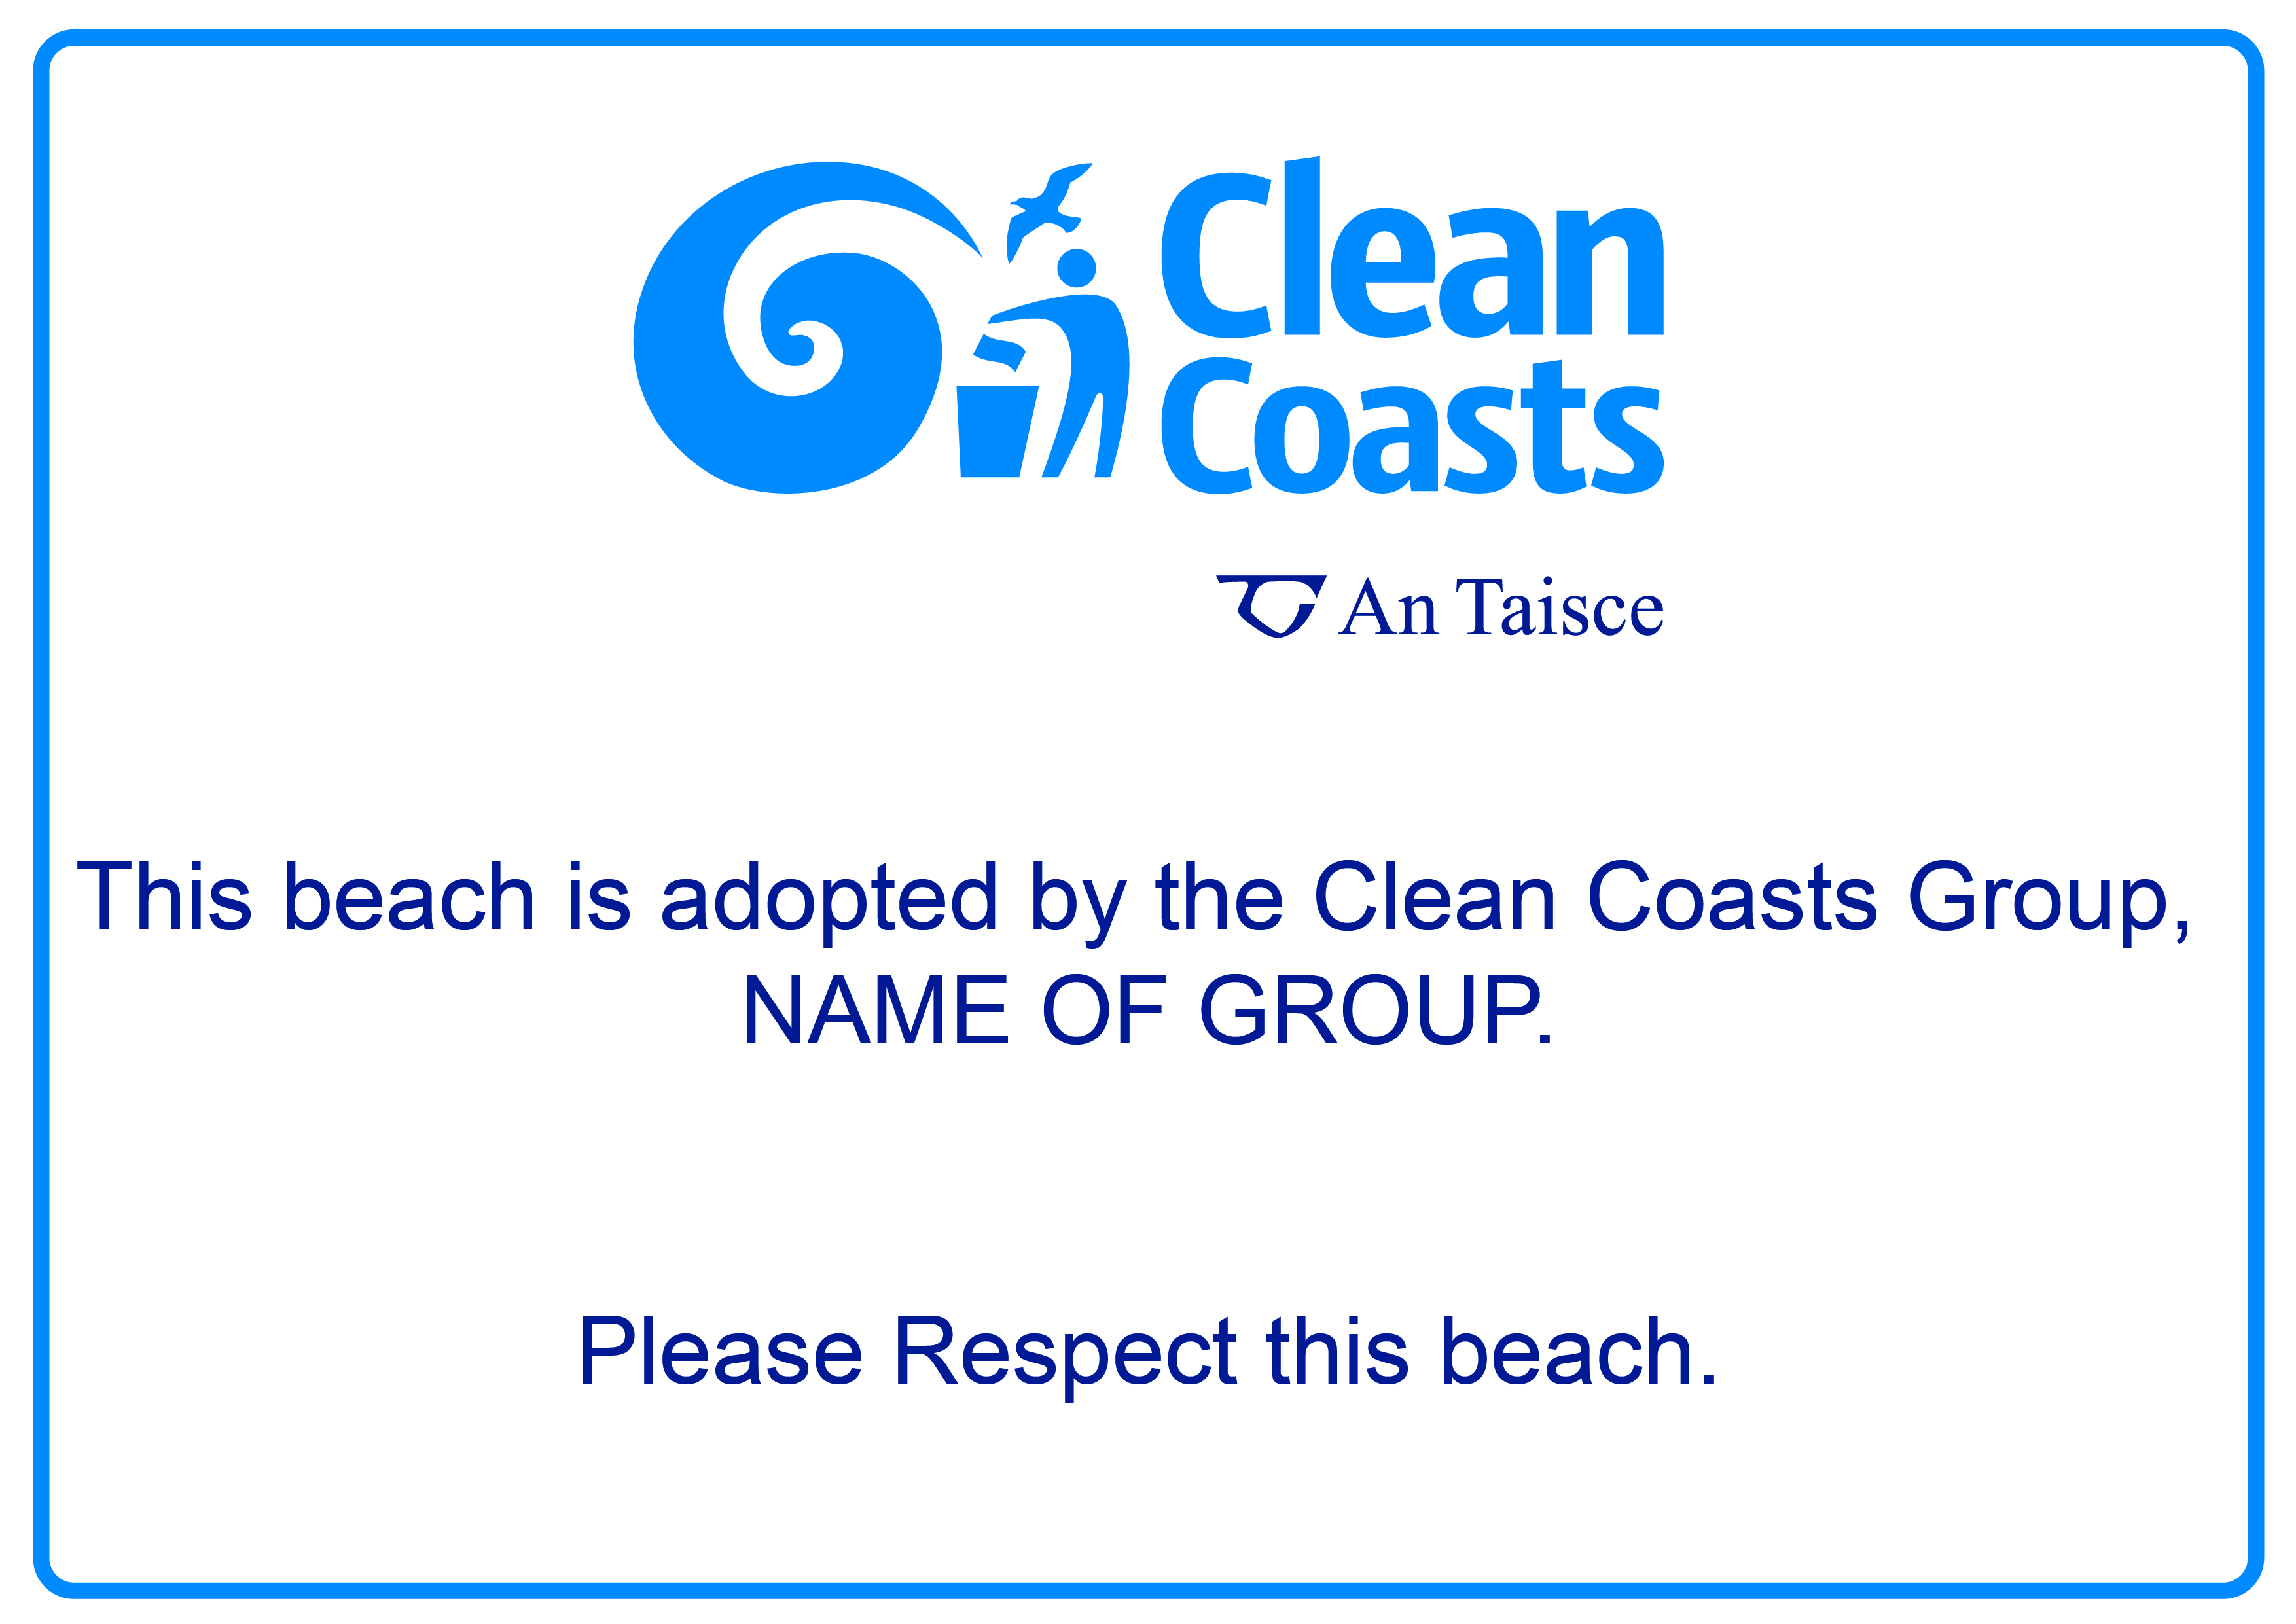 Clean
Coasts
An Taisce
This beach is adopted by the Clean Coasts Group,
NAME OF GROUP.
Please Respect this beach.